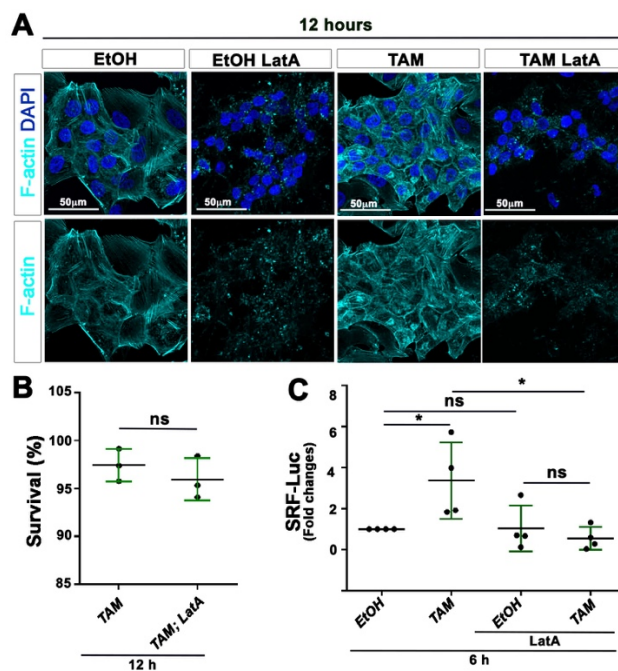 A
12 hours
EtOH
EtOH LatA
TAM
TAM LatA
F-actin DAPI
50µm
50µm
50µm
50µm
F-actin
B
105
100
95
90
85
Survival (%)
ns
TAM
TAM; LatA
12 h
C
8
6
4
2
0
SRF-Luc
(Fold changes)
*
ns
*
ns
EtOH
TAM
EtOH
TAM
LatA
6 h